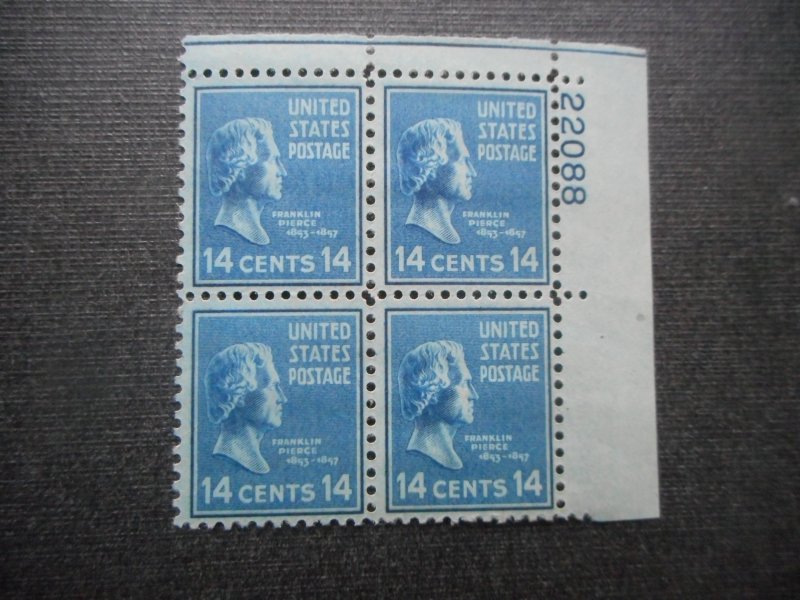 UNITED
STATES
POSTAGE
FRANKLIN
PIERCE
1853-1857
14 CENTS 14
UNITED
STATES
POSTAGE
FRANKLIN
PIERCE
1853-1857
14 CENTS 14
22088
UNITED
STATES
POSTAGE
FRANKLIN
PIERCE
1853-1857
14 CENTS 14
UNITED
STATES
POSTAGE
FRANKLIN
PIERCE
1853-1857
14 CENTS 14